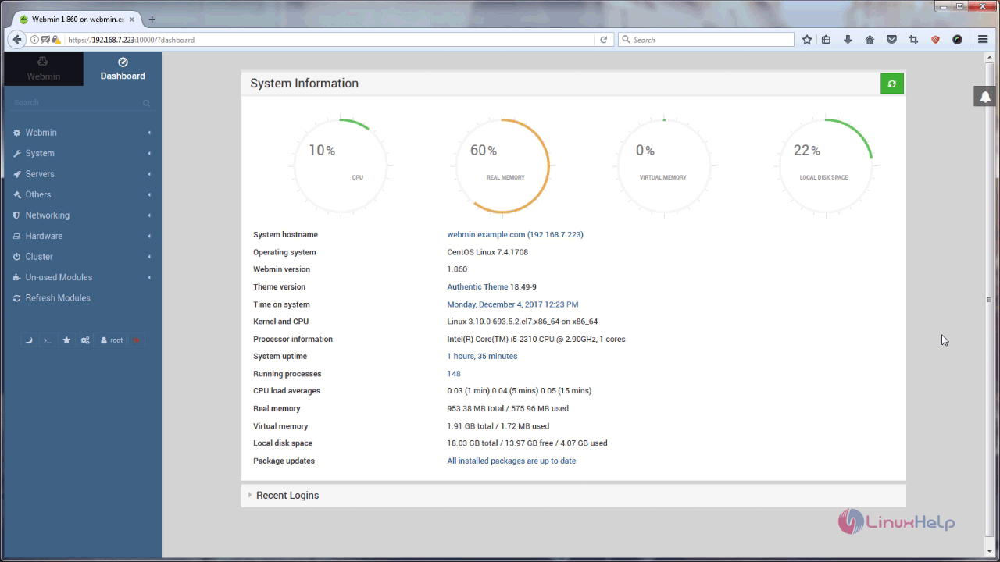 Webmin 1.860 on webmin.ex
https://192.168.7.223:10000/?dashboard
Search
Webmin
Dashboard
Search
Webmin
System
Servers
Others
Networking
Hardware
Cluster
Un-used Modules
Refresh Modules
root
System Information
10%
CPU
60%
REAL MEMORY
0%
VIRTUAL MEMORY
22%
LOCAL DISK SPACE
System hostname webmin.example.com (192.168.7.223)
Operating system CentOS Linux 7.4.1708
Webmin version 1.860
Theme version Authentic Theme 18.49-9
Time on system Monday, December 4, 2017 12:23 PM
Kernel and CPU Linux 3.10.0-693.5.2.el7.x86_64 on x86_64
Processor information Intel(R) Core(TM) i5-2310 CPU @ 2.90GHz, 1 cores
System uptime 1 hours, 35 minutes
Running processes 148
CPU load averages 0.03 (1 min) 0.04 (5 mins) 0.05 (15 mins)
Real memory 953.38 MB total / 575.96 MB used
Virtual memory 1.91 GB total / 1.72 MB used
Local disk space 18.03 GB total / 13.97 GB free / 4.07 GB used
Package updates All installed packages are up to date
Recent Logins
LinuxHelp